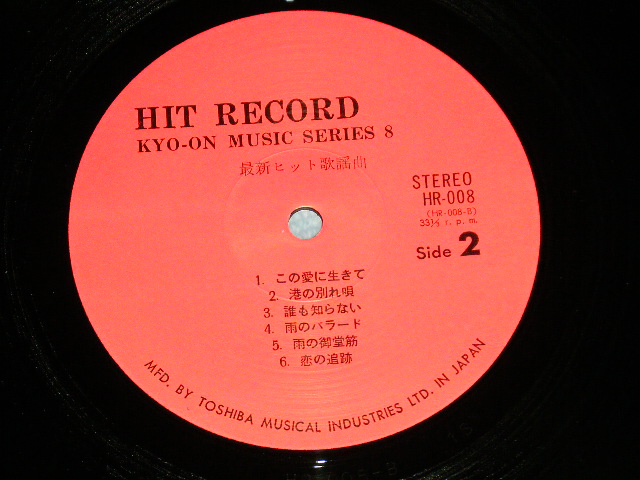 HIT RECORD
KYO-ON MUSIC SERIES 8
最新ヒット歌謡曲
STEREO
HR-008
(HR-008-B)
33⅓ r.p.m.
Side 2
1. この愛に生きて
2. 港の別れ唄
3. 誰も知らない
4. 雨のバラード
5. 雨の御堂筋
6. 恋の追跡
MFD. BY TOSHIBA MUSICAL INDUSTRIES LTD. IN JAPAN